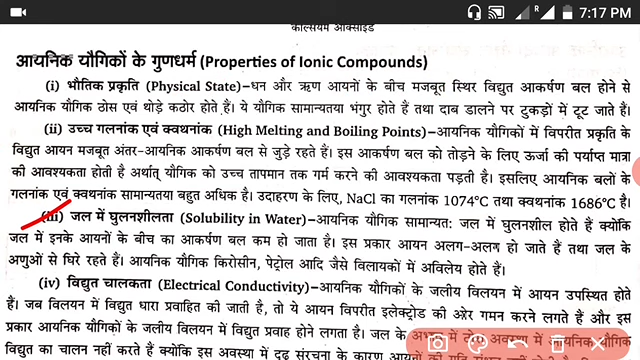 R 7:17 PM
कैल्सियम ऑक्साइड
आयनिक यौगिकों के गुणधर्म (Properties of Ionic Compounds)
(i) भौतिक प्रकृति (Physical State)–धन और ऋण आयनों के बीच मजबूत स्थिर विद्युत आकर्षण बल होने से
आयनिक यौगिक ठोस एवं थोड़े कठोर होते हैं। ये यौगिक सामान्यतया भंगुर होते हैं तथा दाब डालने पर टुकड़ों में टूट जाते हैं।
(ii) उच्च गलनांक एवं क्वथनांक (High Melting and Boiling Points)–आयनिक यौगिकों में विपरीत प्रकृति के
विद्युत आयन मजबूत अंतर–आयनिक आकर्षण बल से जुड़े रहते हैं। इस आकर्षण बल को तोड़ने के लिए ऊर्जा की पर्याप्त मात्रा
की आवश्यकता होती है अर्थात् यौगिक को उच्च तापमान तक गर्म करने की आवश्यकता पड़ती है। इसलिए आयनिक बलों के
गलनांक एवं क्वथनांक सामान्यतया बहुत अधिक है। उदाहरण के लिए, NaCl का गलनांक 1074°C तथा क्वथनांक 1686°C है।
(iii) जल में घुलनशीलता (Solubility in Water)–आयनिक यौगिक सामान्यत: जल में घुलनशील होते हैं क्योंकि
जल में इनके आयनों के बीच का आकर्षण बल कम हो जाता है। इस प्रकार आयन अलग–अलग हो जाते हैं तथा जल के
अणुओं से घिरे रहते हैं। आयनिक यौगिक किरोसीन, पेट्रोल आदि जैसे विलायकों में अविलेय होते हैं।
(iv) विद्युत चालकता (Electrical Conductivity)–आयनिक यौगिकों के जलीय विलयन में आयन उपस्थित होते
हैं। जब विलयन में विद्युत धारा प्रवाहित की जाती है, तो ये आयन विपरीत इलेक्ट्रोड की ओर गमन करने लगते हैं और इस
प्रकार आयनिक यौगिकों के जलीय विलयन में विद्युत प्रवाह होने लगता है। जल के अभाव में ठोस अवस्था में आयनिक यौगिक
विद्युत का चालन नहीं करते हैं क्योंकि इस अवस्था में दृढ़ संरचना के कारण आयनों